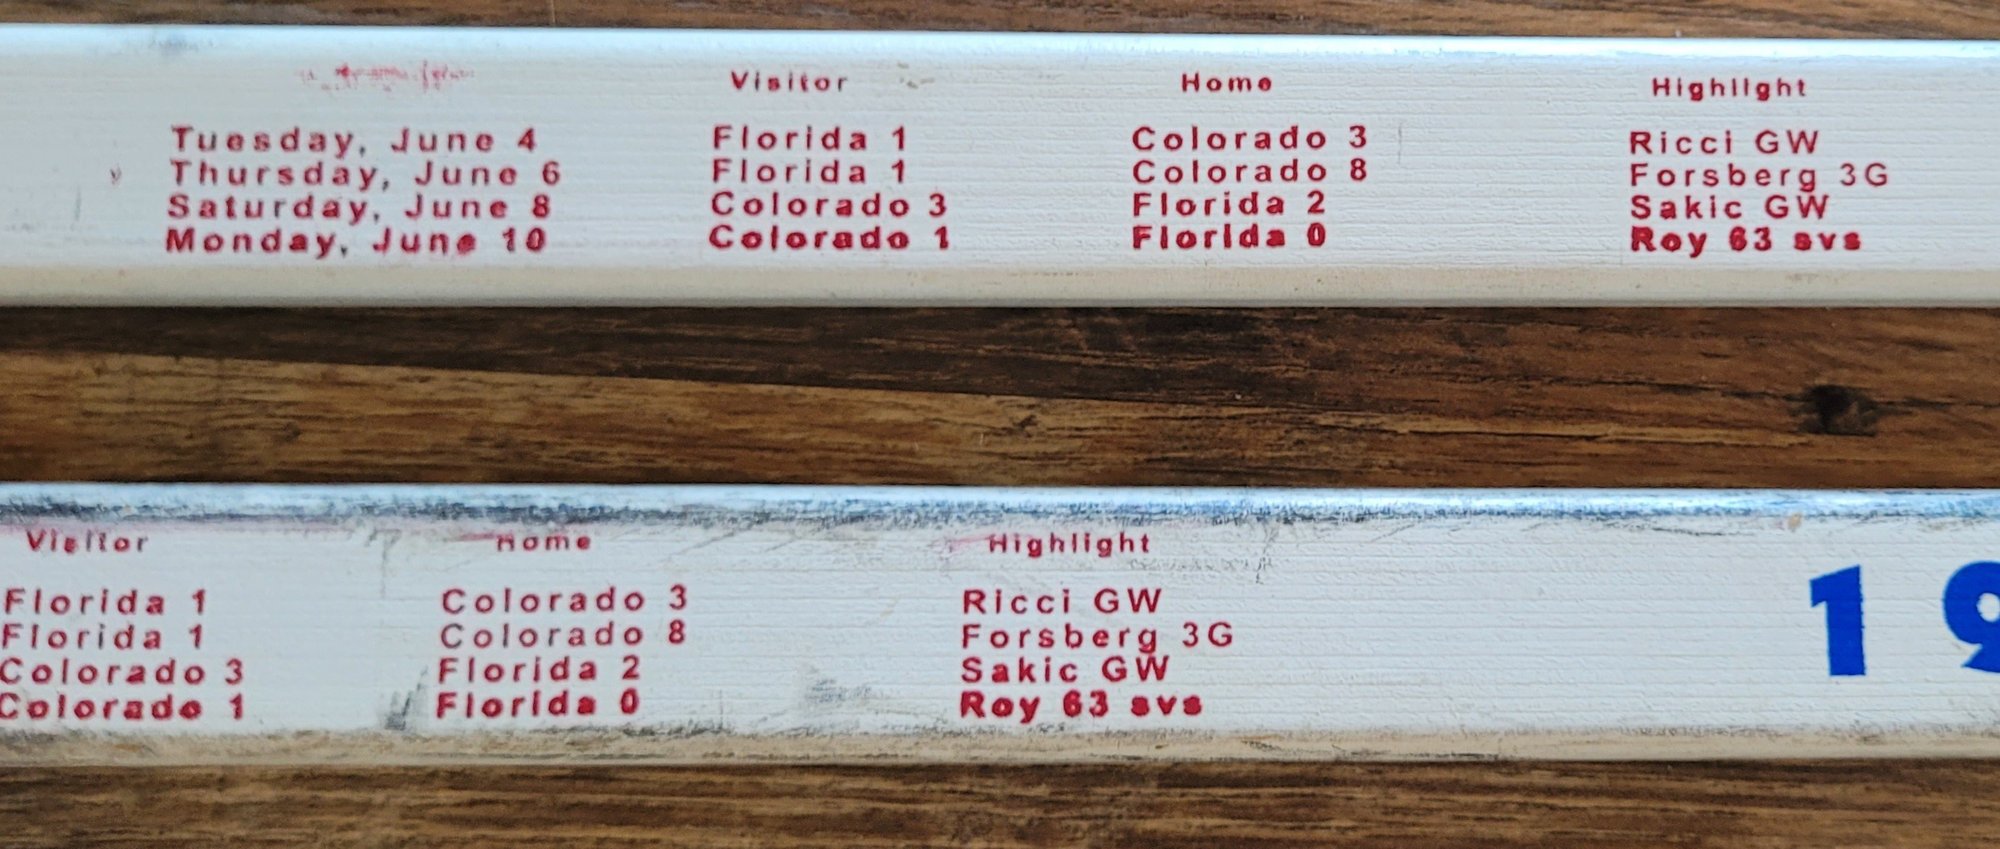 Visitor Home Highlight
Tuesday, June 4 Florida 1 Colorado 3 Ricci GW
Thursday, June 6 Florida 1 Colorado 8 Forsberg 3G
Saturday, June 8 Colorado 3 Florida 2 Sakic GW
Monday, June 10 Colorado 1 Florida 0 Roy 63 svs
Visitor Home Highlight
Florida 1 Colorado 3 Ricci GW
Florida 1 Colorado 8 Forsberg 3G
Colorado 3 Florida 2 Sakic GW
Colorado 1 Florida 0 Roy 63 svs
19